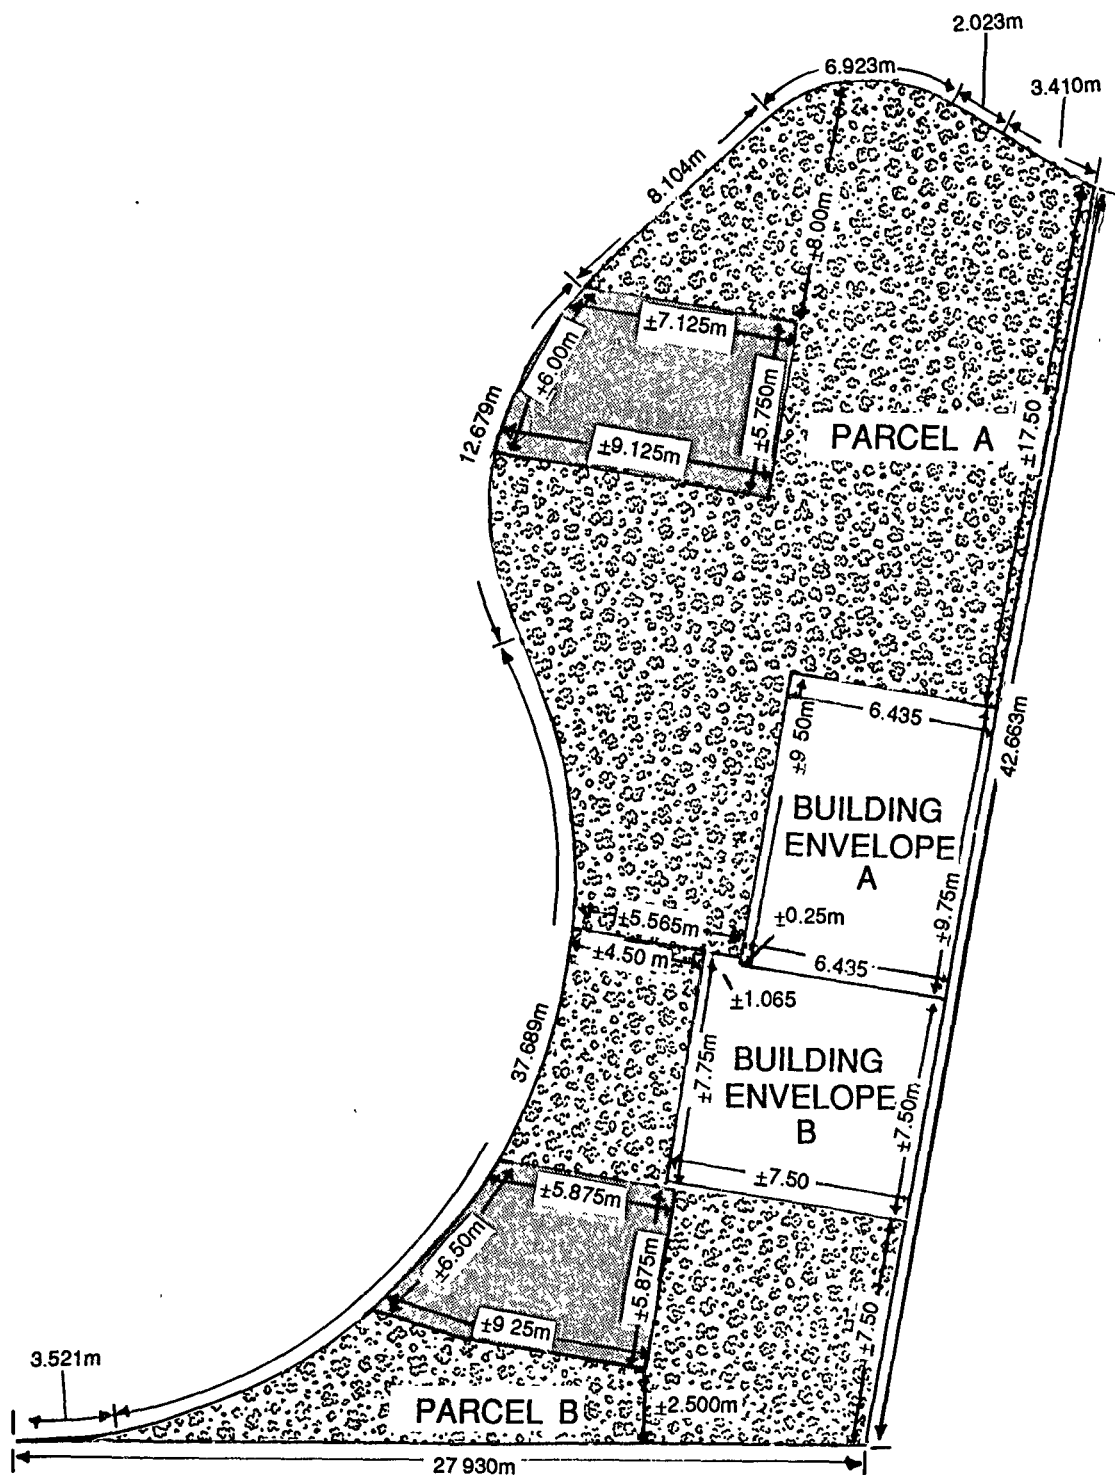 2.023m
6.923m
3.410m
8 104m
±8.00m
±7.125m
±6 00m
±5.750m
12.679m
±9.125m
PARCEL A
±17.50
6.435
±9 50m
42.663m
BUILDING
ENVELOPE
A
±9.75m
±5.565m
±0.25m
±4.50 m
6.435
±1.065
37.689m
±7.75m
BUILDING
ENVELOPE
B
±7.50m
±7.50
±5.875m
±6.50m
±5.875m
±9 25m
±7.50
3.521m
PARCEL B
±2.500m
27 930m